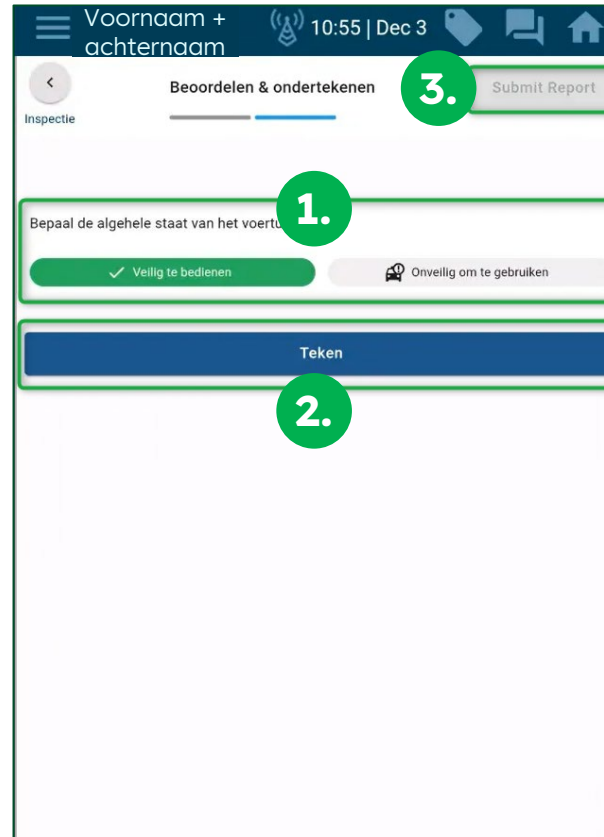 Voornaam +
achternaam
10:55 | Dec 3
Inspectie
Beoordelen & ondertekenen
3.
Submit Report
1.
Bepaal de algehele staat van het
Veilig te bedienen
Onveilig om te gebruiken
Teken
2.